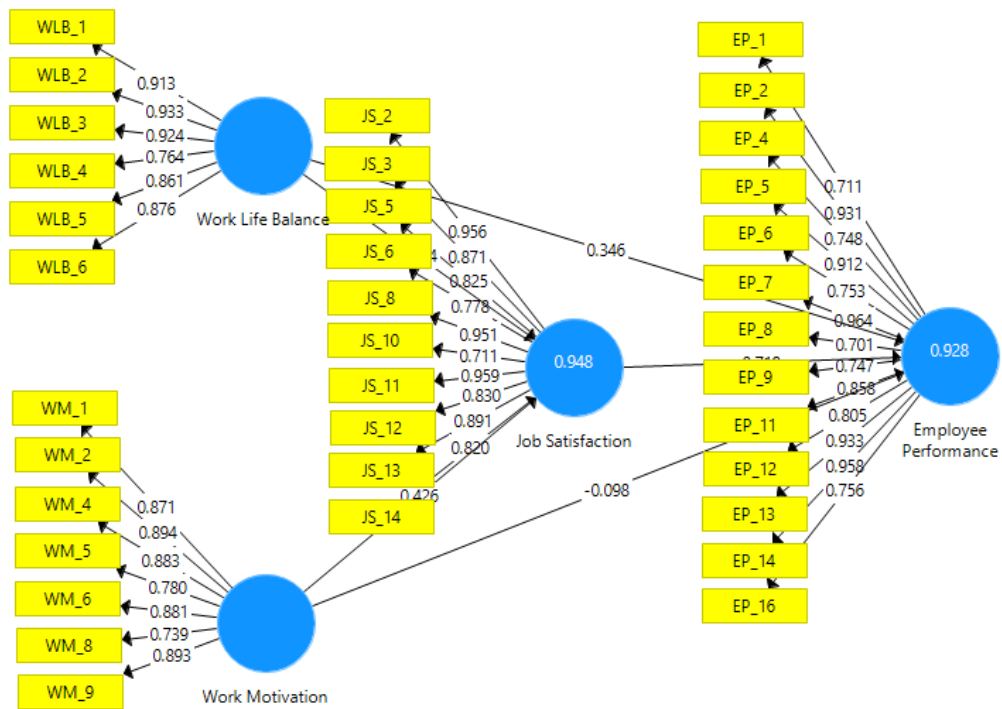 WLB_1
WLB_2
WLB_3
WLB_4
WLB_5
WLB_6
0.913
0.933
0.924
0.764
0.861
0.876
Work Life Balance
WM_1
WM_2
WM_4
WM_5
WM_6
WM_8
WM_9
0.871
0.894
0.883
0.780
0.881
0.739
0.893
Work Motivation
JS_2
JS_3
JS_5
JS_6
JS_8
JS_10
JS_11
JS_12
JS_13
JS_14
0.956
0.871
0.825
0.778
0.951
0.711
0.959
0.830
0.891
0.820
0.426
0.948
Job Satisfaction
0.346
-0.098
EP_1
EP_2
EP_4
EP_5
EP_6
EP_7
EP_8
EP_9
EP_11
EP_12
EP_13
EP_14
EP_16
0.711
0.931
0.748
0.912
0.753
0.964
0.701
0.747
0.858
0.805
0.933
0.958
0.756
0.928
Employee
Performance